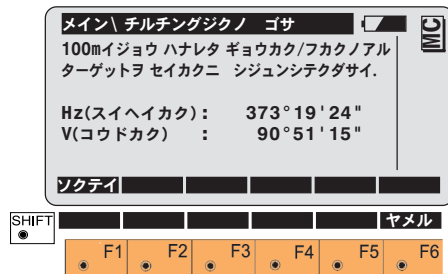 メイン\ チルチングジクノ ゴサ
MC
100mイジョウ ハナレタ ギョウカク/フカクノアル
ターゲットヲ セイカクニ シジュンシテクダサイ.
Hz(スイヘイカク): 373°19'24"
V(コウドカク) : 90°51'15"
ソクテイ
SHIFT ヤメル
F1 F2 F3 F4 F5 F6